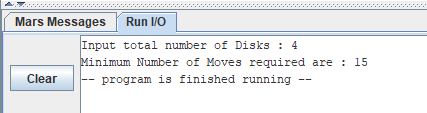 Mars Messages Run I/O
Input total number of Disks : 4
Minimum Number of Moves required are : 15
-- program is finished running --
Clear